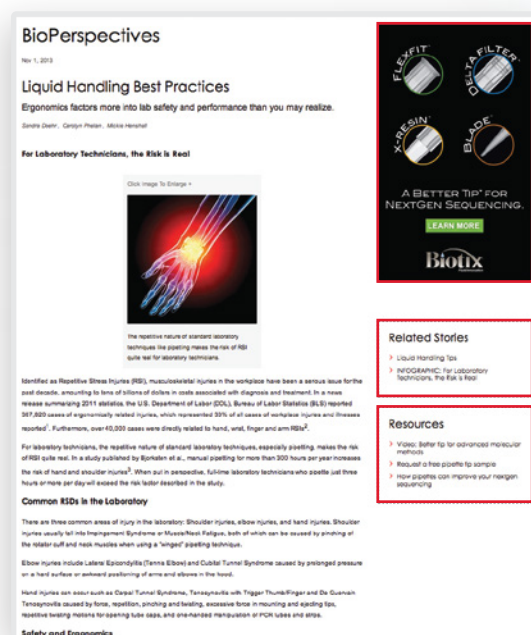 BioPerspectives
Nov 1, 2013
Liquid Handling Best Practices
Ergonomics factors more into lab safety and performance than you may realize.
Sandra Deehr, Carolyn Phelan, Mickie Henshall
For Laboratory Technicians, the Risk is Real
Click Image To Enlarge +
The repetitive nature of standard laboratory
techniques like pipetting makes the risk of RSI
quite real for laboratory technicians.
Identified as Repetitive Stress Injuries (RSI), musculoskeletal injuries in the workplace have been a serious issue for the
past decade, amounting to tens of billions of dollars in costs associated with diagnosis and treatment. In a news
release summarizing 2011 statistics, the U.S. Department of Labor (DOL), Bureau of Labor Statistics (BLS) reported
387,820 cases of ergonomically related injuries, which represented 33% of all cases of workplace injuries and illnesses
reported1. Furthermore, over 40,000 cases were directly related to hand, wrist, finger and arm RSIs2.
For laboratory technicians, the repetitive nature of standard laboratory techniques, especially pipetting, makes the risk
of RSI quite real. In a study published by Bjorksten et al., manual pipetting for more than 300 hours per year increases
the risk of hand and shoulder injuries3. When put in perspective, full-time laboratory technicians who pipette just three
hours or more per day will exceed the risk factor described in the study.
Common RSDs in the Laboratory
There are three common areas of injury in the laboratory: Shoulder injuries, elbow injuries, and hand injuries. Shoulder
injuries usually fall into Impingement Syndrome or Muscle/Neck Fatigue, both of which can be caused by pinching of
the rotator cuff and neck muscles when using a "winged" pipetting technique.
Elbow injuries include Lateral Epicondylitis (Tennis Elbow) and Cubital Tunnel Syndrome caused by prolonged pressure
on a hard surface or awkward positioning of arms and elbows in the hood.
Hand injuries can occur such as Carpal Tunnel Syndrome, Tenosynovitis with Trigger Thumb/Finger and De Quervain
Tenosynovitis caused by force, repetition, pinching and twisting, excessive force in mounting and ejecting tips,
repetitive twisting motions for opening tube caps, and one-handed manipulation of PCR tubes and strips.
Safety and Ergonomics
FLEXFIT
DELTA FILTER
X-RESIN
BLADE
A BETTER TIP FOR
NEXTGEN SEQUENCING.
LEARN MORE
Biotix
Related Stories
> Liquid Handling Tips
> INFOGRAPHIC: For Laboratory
Technicians, the Risk is Real
Resources
> Video: Better tip for advanced molecular
methods
> Request a free pipette tip sample
> How pipettes can improve your nextgen
sequencing